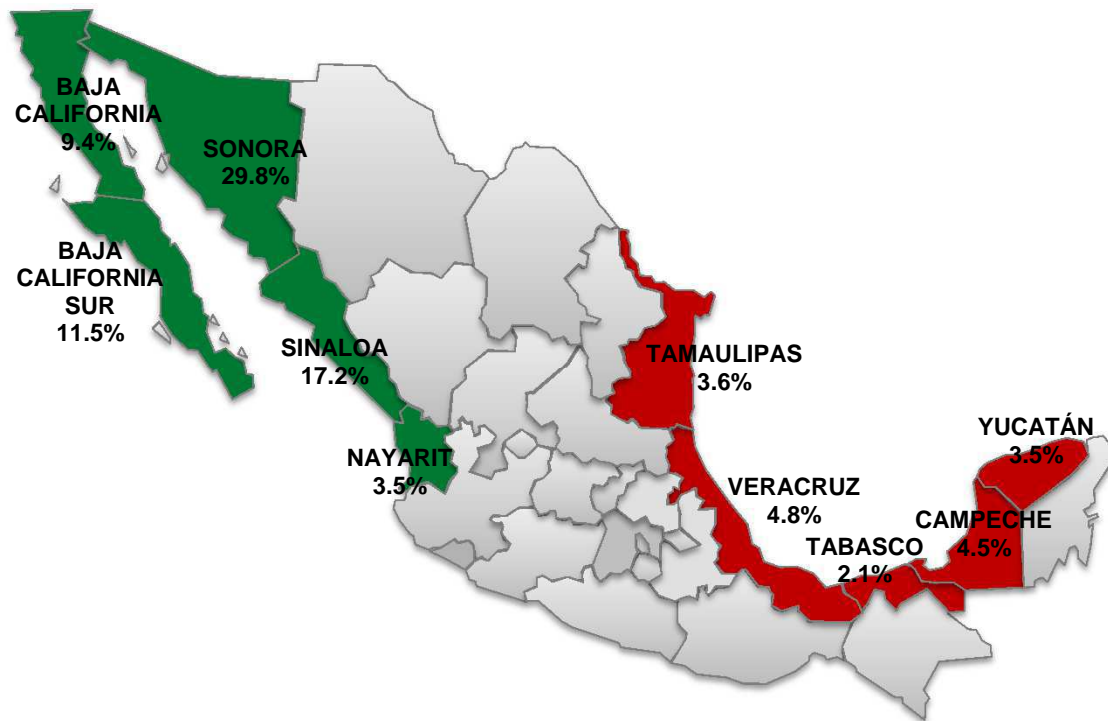 BAJA
CALIFORNIA
9.4%
SONORA
29.8%
BAJA
CALIFORNIA
SUR
11.5%
SINALOA
17.2%
TAMAULIPAS
3.6%
NAYARIT
3.5%
YUCATÁN
3.5%
VERACRUZ
4.8%
CAMPECHE
4.5%
TABASCO
2.1%